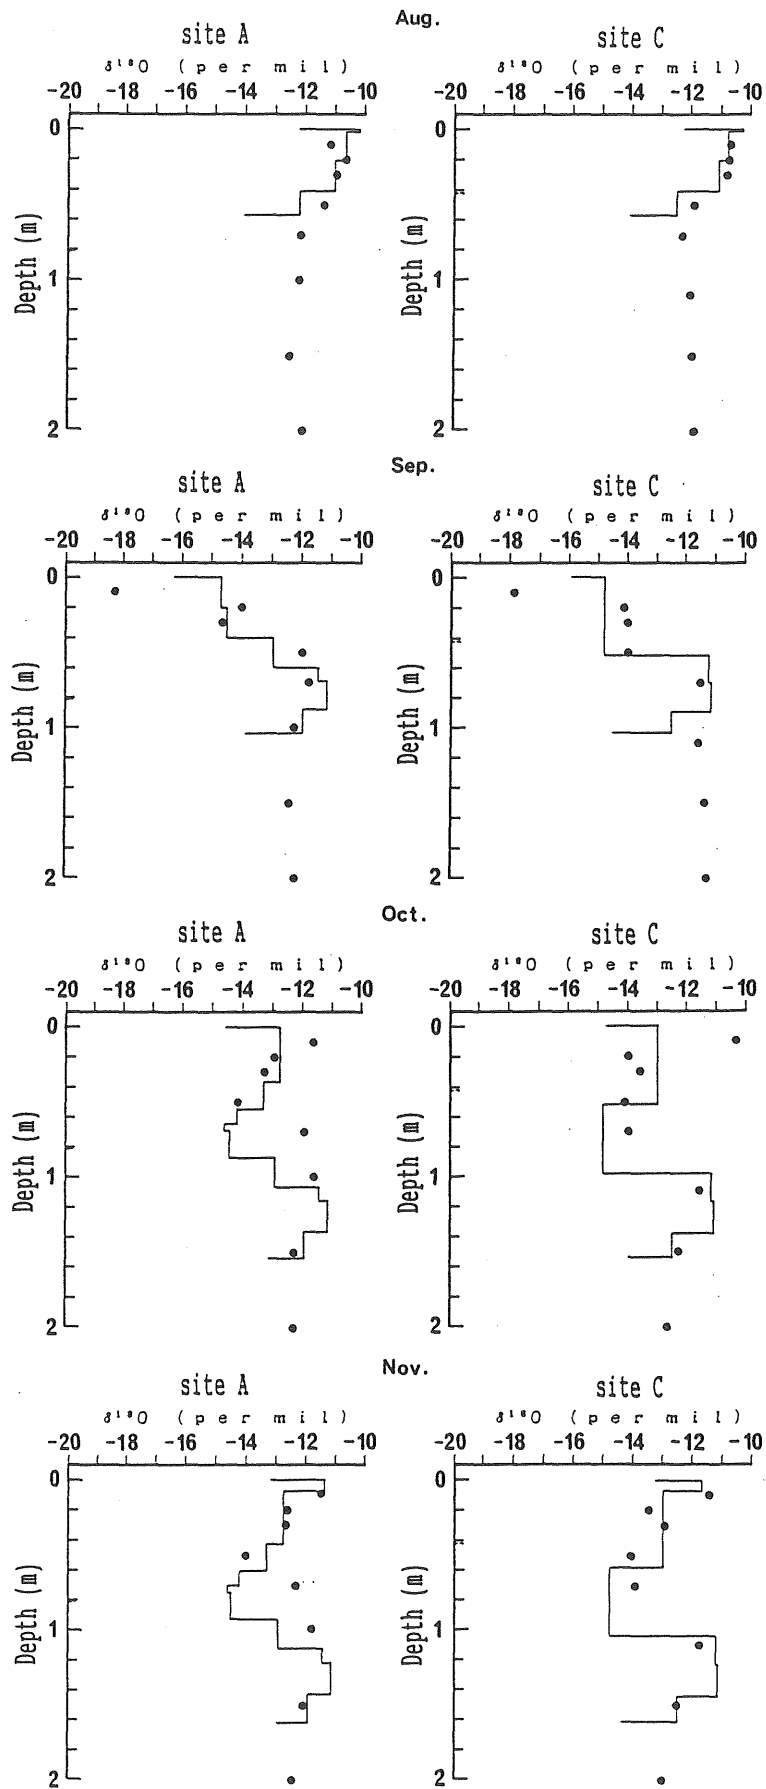 Aug.
site A
δ¹⁸O (per mil)
-20 -18 -16 -14 -12 -10
0
1
2
Depth (m)
site C
δ¹⁸O (per mil)
-20 -18 -16 -14 -12 -10
0
1
2
Depth (m)
Sep.
site A
δ¹⁸O (per mil)
-20 -18 -16 -14 -12 -10
0
1
2
Depth (m)
site C
δ¹⁸O (per mil)
-20 -18 -16 -14 -12 -10
0
1
2
Depth (m)
Oct.
site A
δ¹⁸O (per mil)
-20 -18 -16 -14 -12 -10
0
1
2
Depth (m)
site C
δ¹⁸O (per mil)
-20 -18 -16 -14 -12 -10
0
1
2
Depth (m)
Nov.
site A
δ¹⁸O (per mil)
-20 -18 -16 -14 -12 -10
0
1
2
Depth (m)
site C
δ¹⁸O (per mil)
-20 -18 -16 -14 -12 -10
0
1
2
Depth (m)